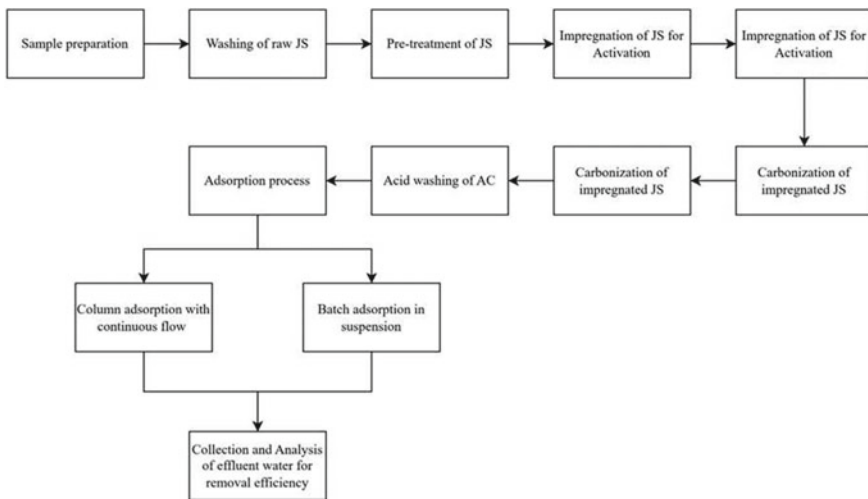 Sample preparation
Washing of raw JS
Pre-treatment of JS
Impregnation of JS for
Activation
Impregnation of JS for
Activation
Carbonization of
impregnated JS
Carbonization of
impregnated JS
Acid washing of AC
Adsorption process
Column adsorption with
continuous flow
Batch adsorption in
suspension
Collection and Analysis
of effluent water for
removal efficiency